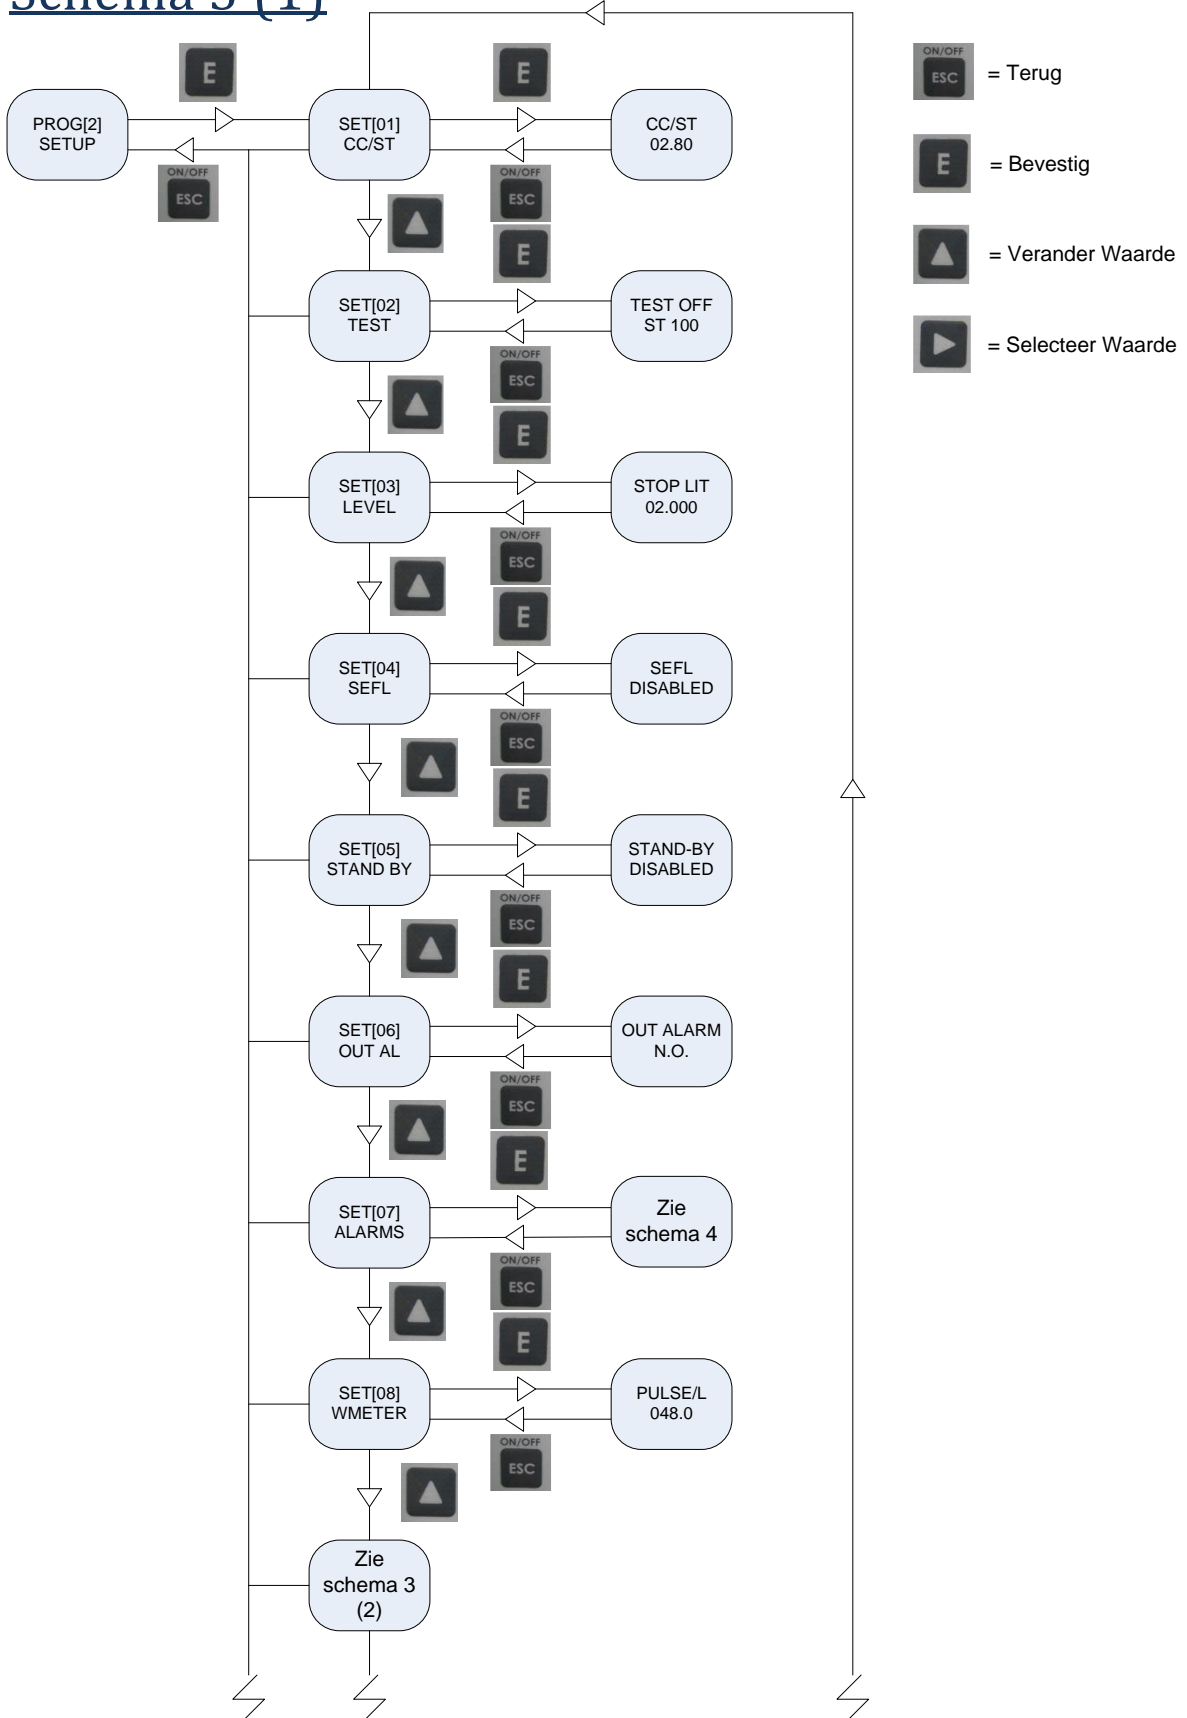 Schema 3 (1)
E
E
ON/OFF
ESC
= Terug
PROG[2]
SETUP
SET[01]
CC/ST
CC/ST
02.80
E
= Bevestig
ON/OFF
ESC
ON/OFF
ESC
E
= Verander Waarde
SET[02]
TEST
TEST OFF
ST 100
= Selecteer Waarde
ON/OFF
ESC
E
SET[03]
LEVEL
STOP LIT
02.000
ON/OFF
ESC
E
SET[04]
SEFL
SEFL
DISABLED
ON/OFF
ESC
E
SET[05]
STAND BY
STAND-BY
DISABLED
ON/OFF
ESC
E
SET[06]
OUT AL
OUT ALARM
N.O.
ON/OFF
ESC
E
SET[07]
ALARMS
Zie
schema 4
ON/OFF
ESC
E
SET[08]
WMETER
PULSE/L
048.0
ON/OFF
ESC
Zie
schema 3
(2)